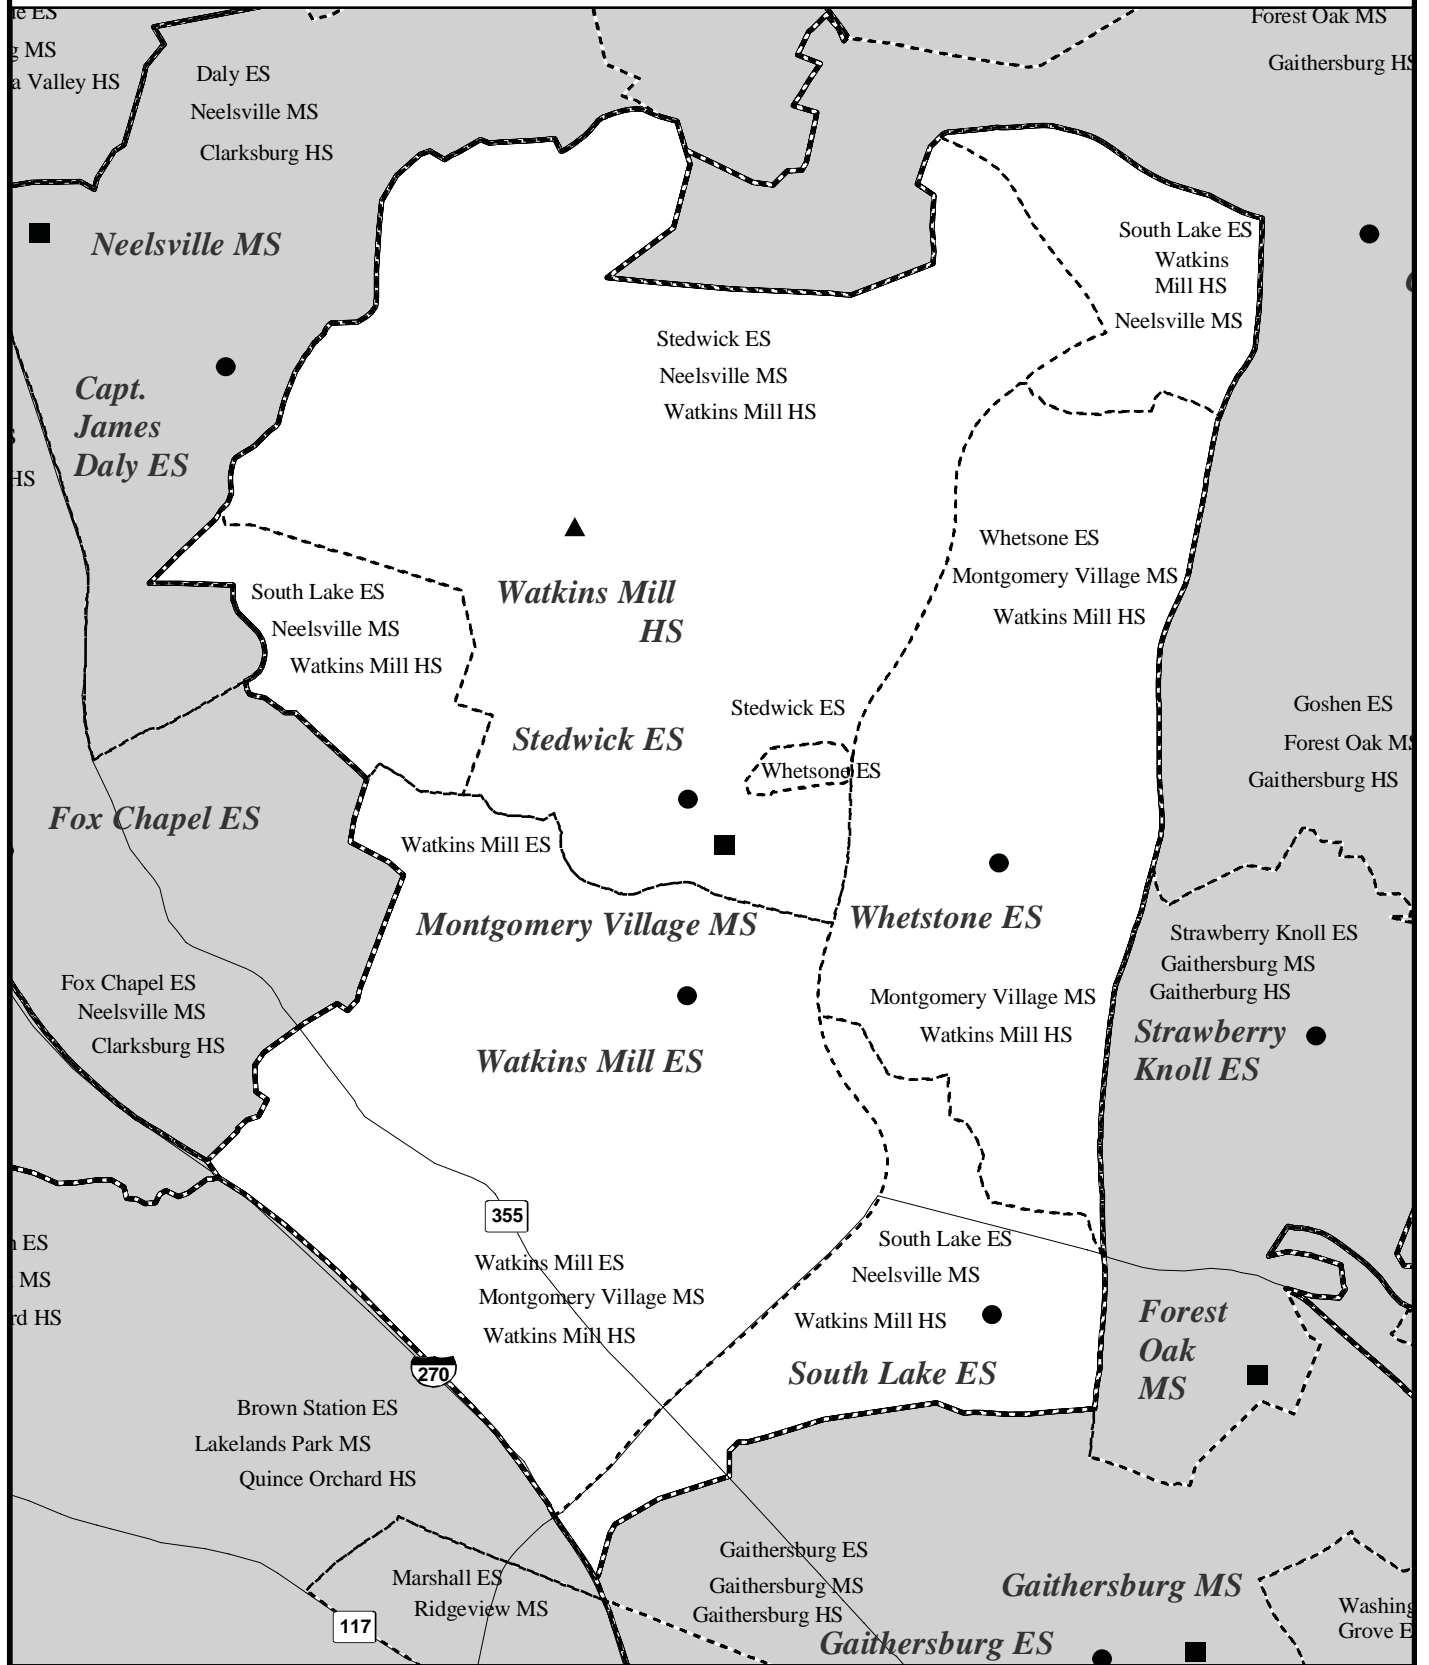 le ES
Forest Oak MS
MS
Gaithersburg HS
a Valley HS
Daly ES
Neelsville MS
Clarksburg HS
Neelsville MS
South Lake ES
Watkins
Mill HS
Neelsville MS
Stedwick ES
Neelsville MS
Watkins Mill HS
Capt.
James
Daly ES
HS
Whetsone ES
Montgomery Village MS
Watkins Mill HS
Watkins Mill
HS
South Lake ES
Neelsville MS
Watkins Mill HS
Stedwick ES
Stedwick ES
Whetsone ES
Goshen ES
Forest Oak MS
Gaithersburg HS
Fox Chapel ES
Watkins Mill ES
Montgomery Village MS
Whetstone ES
Strawberry Knoll ES
Gaithersburg MS
Gaitherburg HS
Strawberry
Knoll ES
Fox Chapel ES
Neelsville MS
Clarksburg HS
Montgomery Village MS
Watkins Mill HS
Watkins Mill ES
355
ES
MS
rd HS
Watkins Mill ES
Montgomery Village MS
Watkins Mill HS
South Lake ES
Neelsville MS
Watkins Mill HS
South Lake ES
Forest
Oak
MS
270
Brown Station ES
Lakelands Park MS
Quince Orchard HS
Marshall ES
Ridgeview MS
117
Gaithersburg ES
Gaithersburg MS
Gaithersburg HS
Gaithersburg MS
Gaithersburg ES
Washing
Grove E